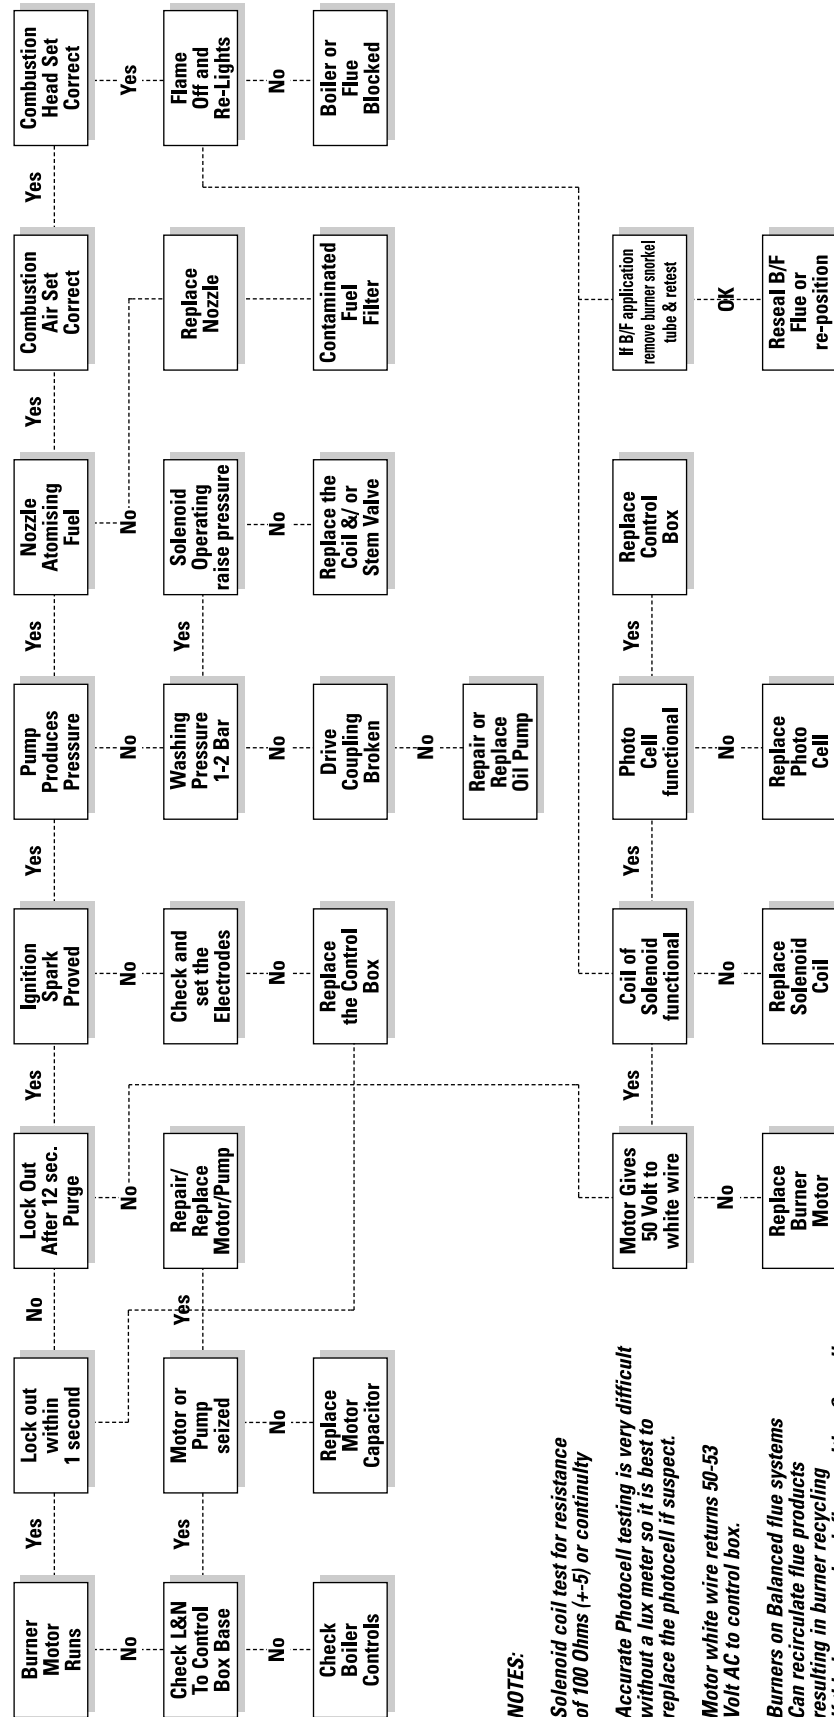 Burner
Motor
Runs
Yes
Lock out
within
1 second
No
Lock Out
After 12 sec.
Purge
Yes
Ignition
Spark
Proved
Yes
Pump
Produces
Pressure
Yes
Nozzle
Atomising
Fuel
Yes
Combustion
Air Set
Correct
Yes
Combustion
Head Set
Correct
No
No
No
No
No
Yes
Check L&N
To Control
Box Base
Yes
Motor or
Pump
seized
Yes
Repair/
Replace
Motor/Pump
Check and
set the
Electrodes
Washing
Pressure
1-2 Bar
Yes
Solenoid
Operating
raise pressure
Replace
Nozzle
Flame
Off and
Re-Lights
No
No
No
No
No
No
Check
Boiler
Controls
Replace
Motor
Capacitor
Replace
the Control
Box
Drive
Coupling
Broken
Replace the
Coil &/ or
Stem Valve
Contaminated
Fuel
Filter
Boiler or
Flue
Blocked
No
Repair or
Replace
Oil Pump
Motor Gives
50 Volt to
white wire
Yes
Coil of
Solenoid
functional
Yes
Photo
Cell
functional
Yes
Replace
Control
Box
If B/F application
remove burner snorkel
tube & retest
No
No
No
OK
Replace
Burner
Motor
Replace
Solenoid
Coil
Replace
Photo
Cell
Reseal B/F
Flue or
re-position
NOTES:
Solenoid coil test for resistance
of 100 Ohms (+-5) or continuity
Accurate Photocell testing is very difficult
without a lux meter so it is best to
replace the photocell if suspect.
Motor white wire returns 50-53
Volt AC to control box.
Burners on Balanced flue systems
Can recirculate flue products
resulting in burner recycling